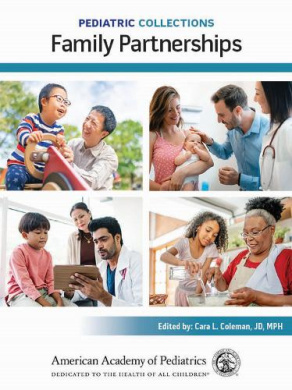 PEDIATRIC COLLECTIONS
Family Partnerships
Edited by: Cara L. Coleman, JD, MPH
American Academy of Pediatrics
DEDICATED TO THE HEALTH OF ALL CHILDREN®